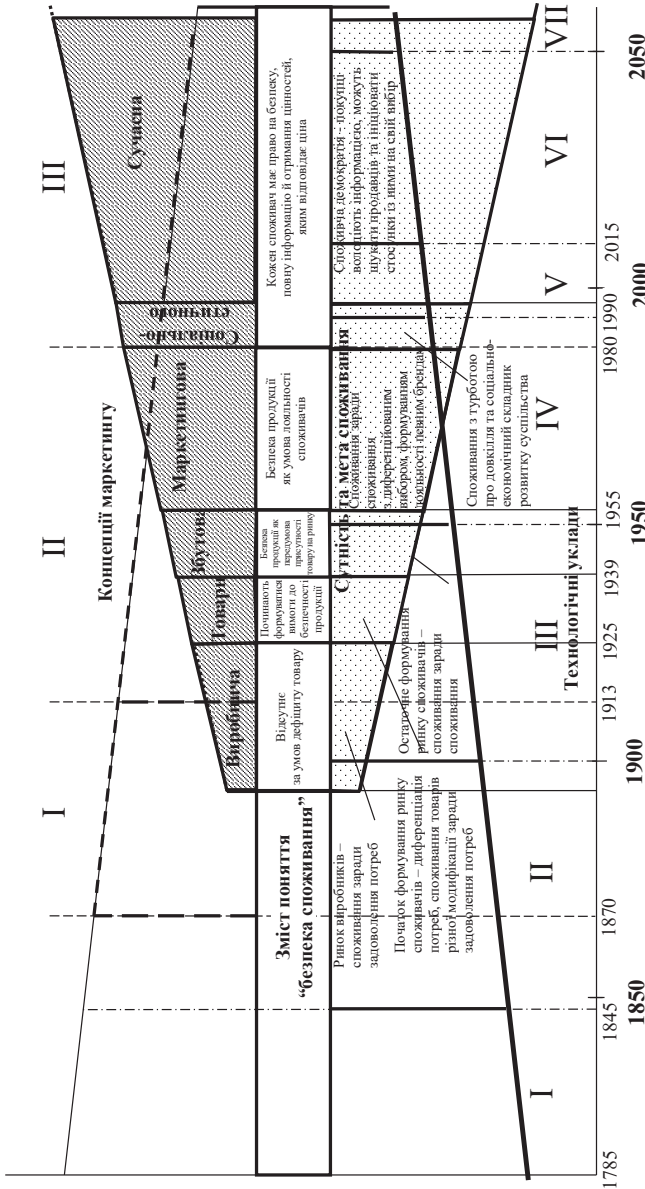 I
II
III
Концепції маркетингу
Виробнича
Товарн
Збутова
Маркетингова
Соціально-
етичного
Сучасна
Зміст поняття
“безпека споживання”
Відсутнє
за умов дефіциту товару
Починають
формуватися
вимоги до
безпечності
продукції
Безпека
продукції як
передумова
присутності
товару на ринку
Безпека продукції
як умова лояльності
споживачів
Кожен споживач має право на безпеку,
повну інформацію й отримання цінностей,
яким відповідає ціна
Сутність та мета споживання
Ринок виробників –
споживання заради
задоволення потреб
Початок формування ринку
споживачів – диференціація
потреб, споживання товарів
різної модифікації заради
задоволення потреб
Остаточне формування
ринку споживачів –
споживання заради
споживання
Споживання заради
споживання
з диференційованим
вибором, формуванням
лояльності певним брендам
Споживання з турботою
про довкілля та соціально-
економічний складник
розвитку суспільства
Споживча демократія – покупці
володіють інформацією, можуть
шукати продавців та ініціювати
стосунки із ними на свій вибір
Технологічні уклади
I
II
III
IV
V
VI
VII
1785
1845
1850
1870
1900
1913
1925
1939
1950
1955
1980
1990
2000
2015
2050